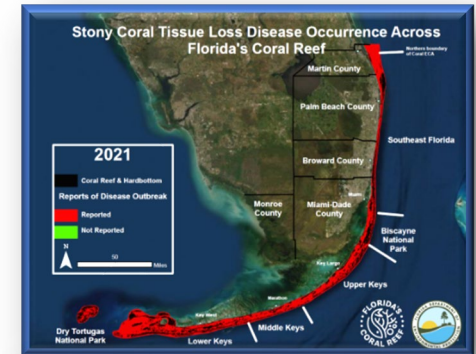 Stony Coral Tissue Loss Disease Occurrence Across
Florida's Coral Reef
Northern boundary
of Coral ECA
Martin County
Palm Beach County
Southeast Florida
2021
Coral Reef & Hardbottom
Reports of Disease Outbreak
Reported
Not Reported
N
50
Miles
Broward County
Monroe
County
Miami
Miami-Dade
County
Biscayne
National
Park
Key Largo
Upper Keys
Marathon
Key West
Middle Keys
Lower Keys
Dry Tortugas
National Park
FLORIDA'S
CORAL REEF